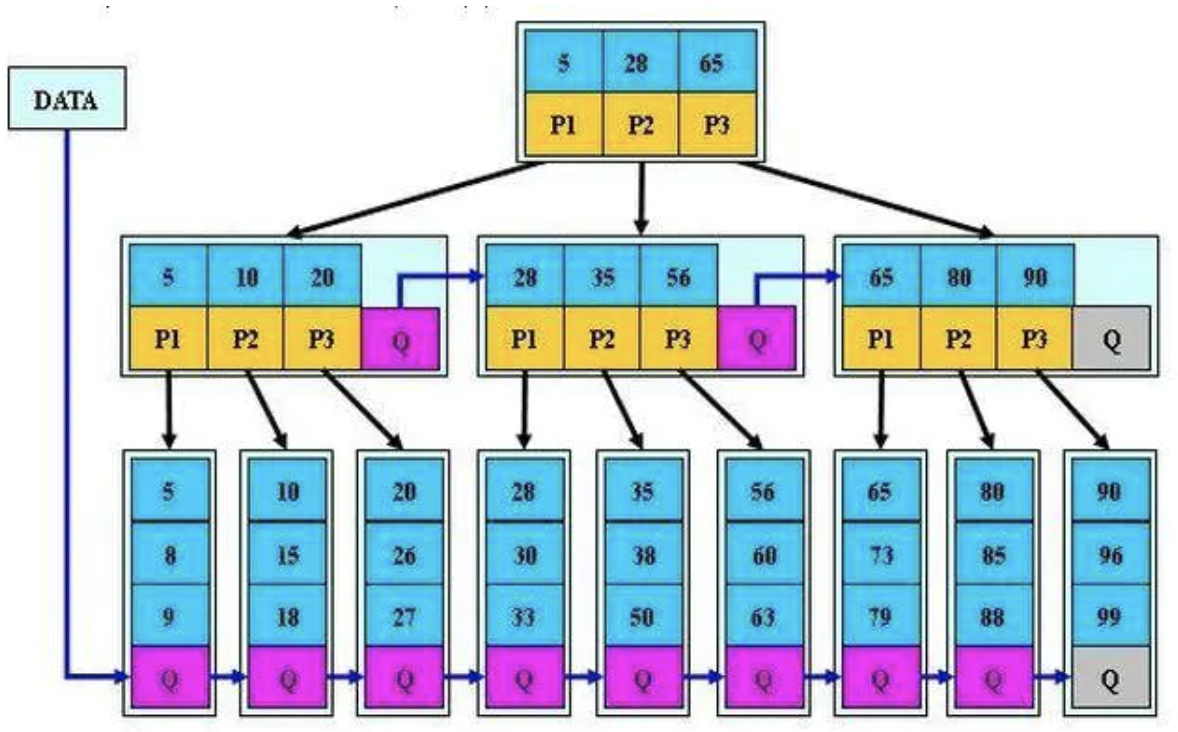 5 28 65
DATA
P1 P2 P3
5 10 20
28 35 56
65 80 90
P1 P2 P3 Q
P1 P2 P3 Q
P1 P2 P3 Q
5 10 20 28 35 56 65 80 90
8 15 26 30 38 60 73 85 96
9 18 27 33 50 63 79 88 99
Q Q Q Q Q Q Q Q Q